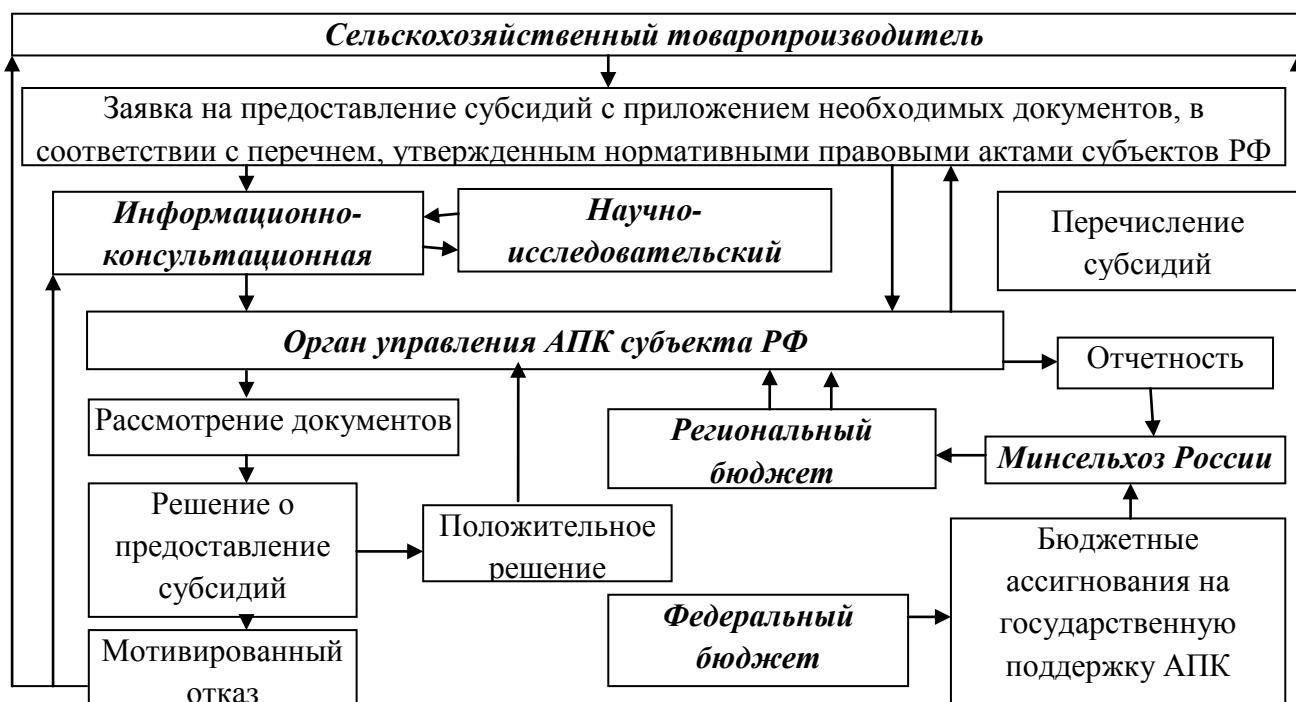 Сельскохозяйственный товаропроизводитель
Заявка на предоставление субсидий с приложением необходимых документов, в
соответствии с перечнем, утвержденным нормативными правовыми актами субъектов РФ
Информационно-
консультационная
Научно-
исследовательский
Перечисление
субсидий
Орган управления АПК субъекта РФ
Отчетность
Рассмотрение документов
Региональный
бюджет
Минсельхоз России
Решение о
предоставление
субсидий
Положительное
решение
Бюджетные
ассигнования на
государственную
поддержку АПК
Федеральный
бюджет
Мотивированный
отказ